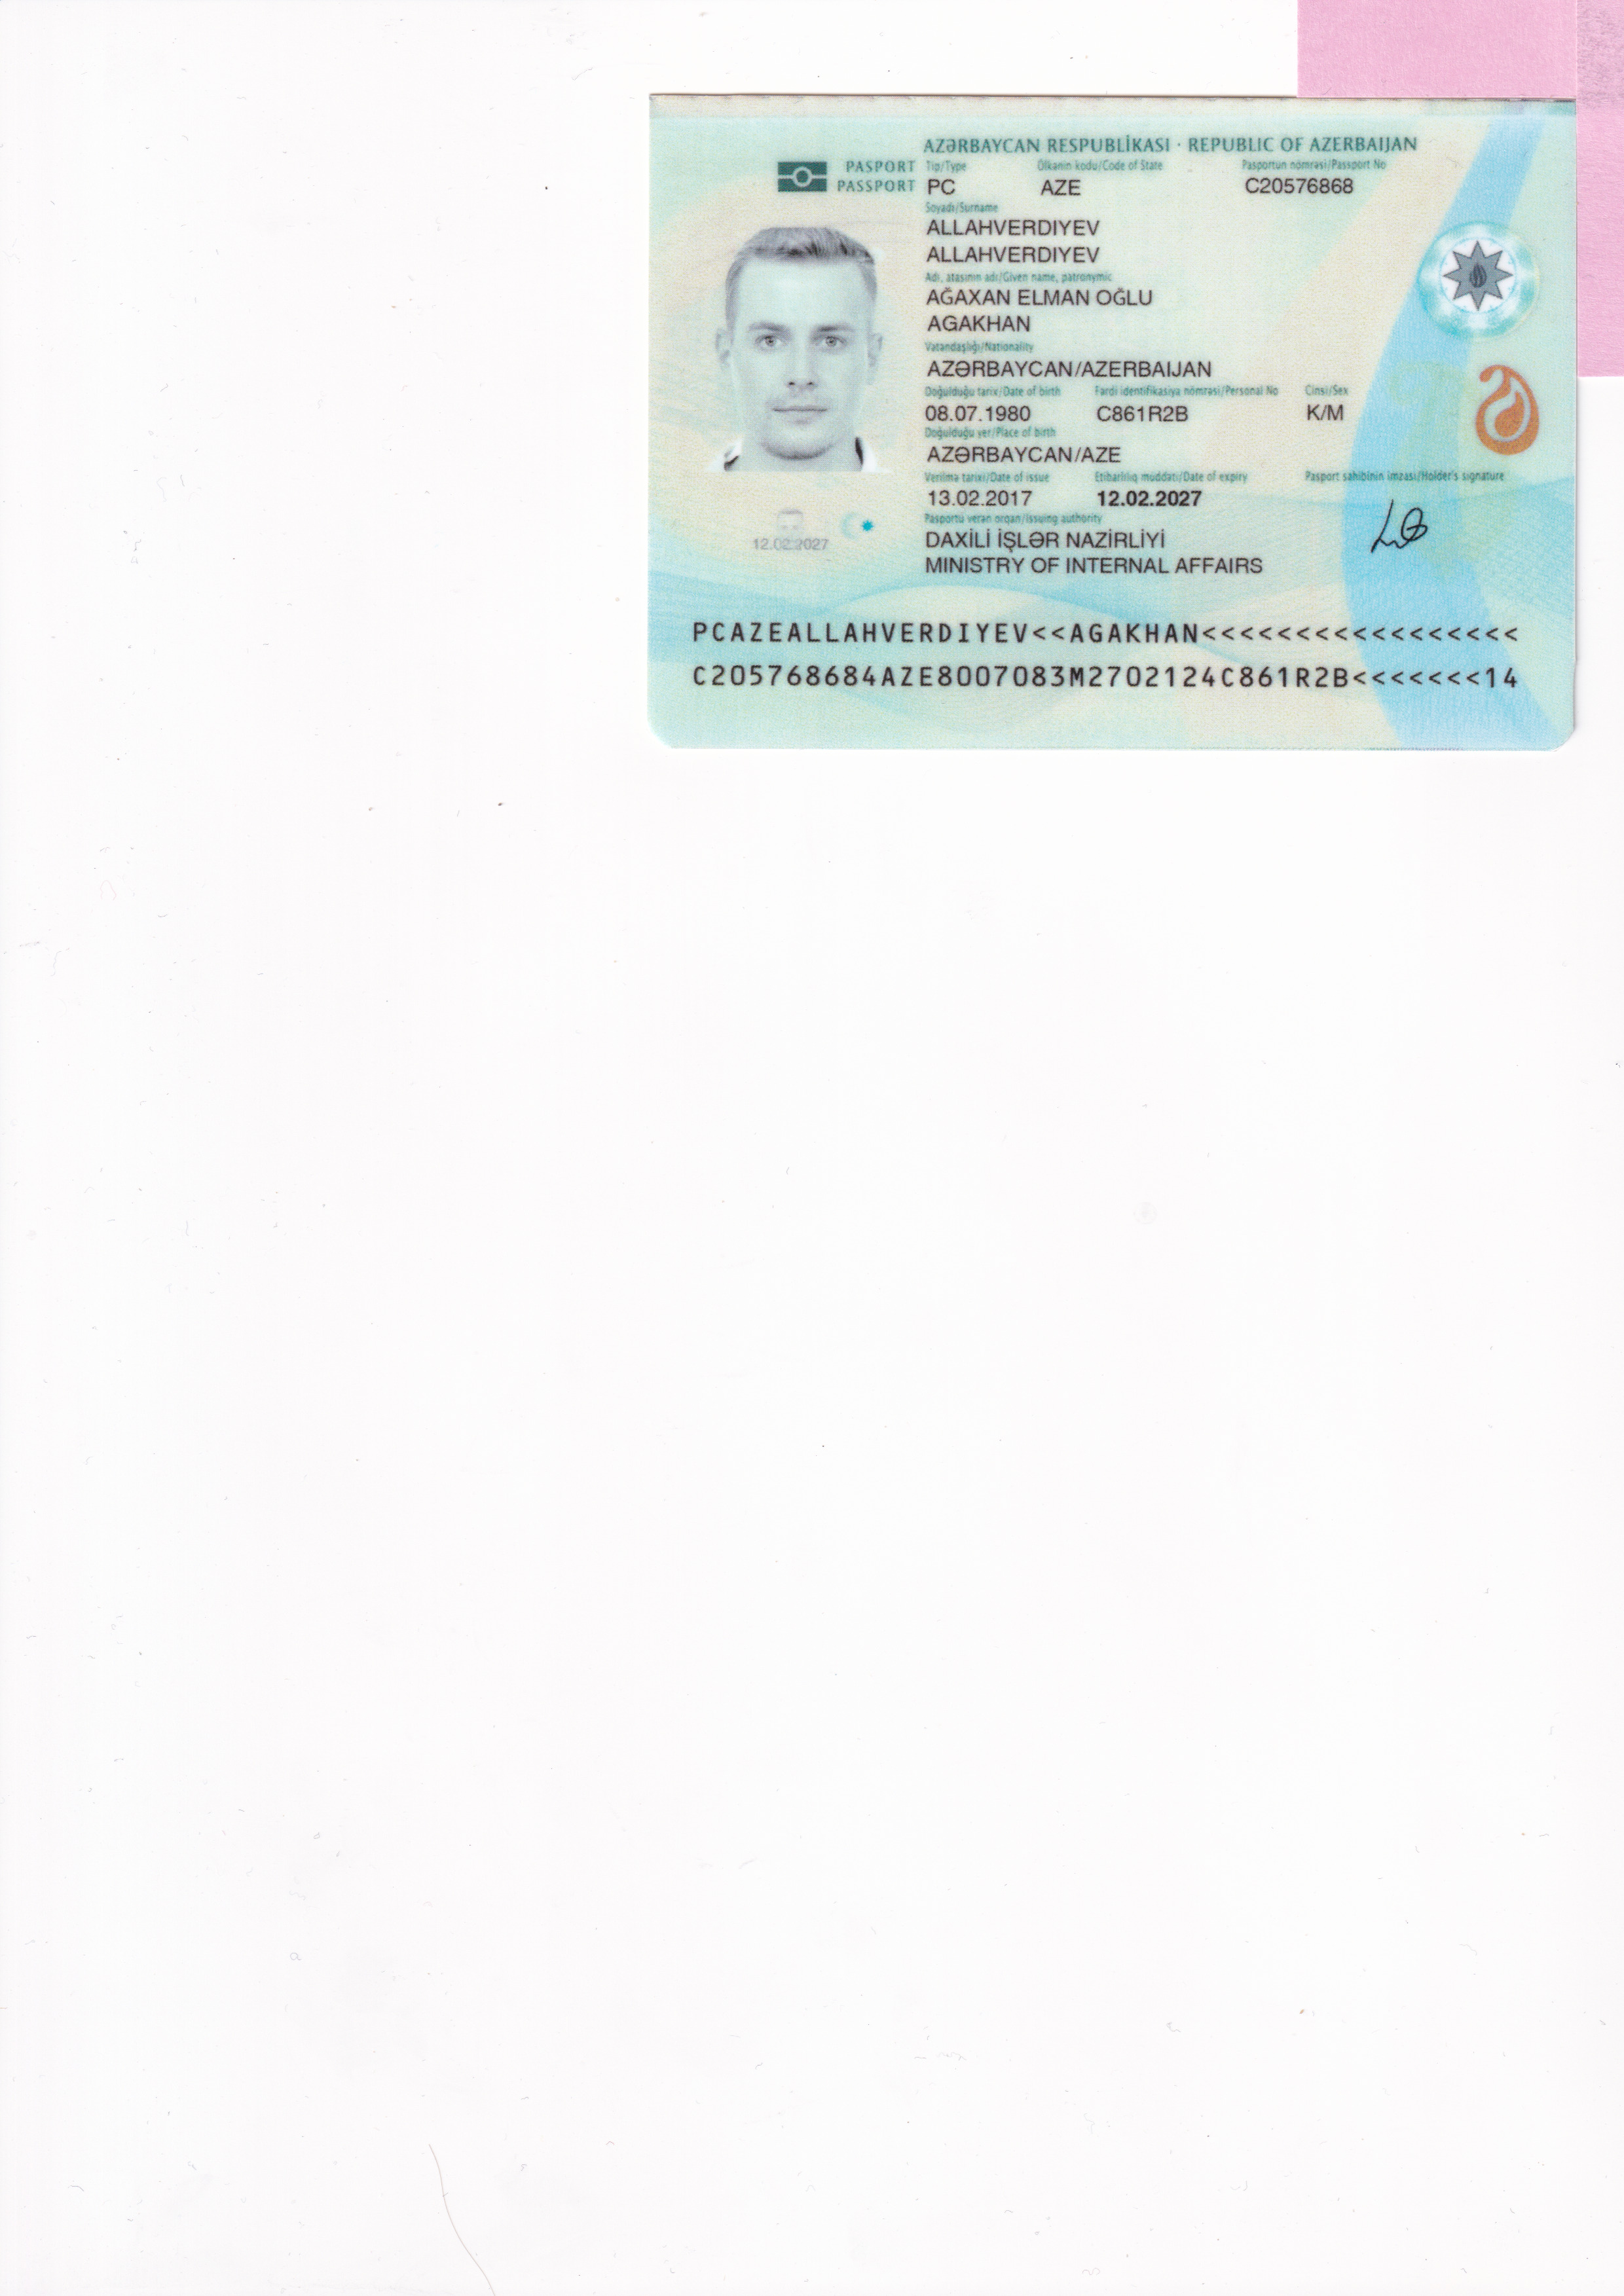 AZƏRBAYCAN RESPUBLİKASI · REPUBLIC OF AZERBAIJAN
PASPORT Tip/Type Ölkənin kodu/Code of State Pasportun nömrəsi/Passport No
PASSPORT PC AZE C20576868
Soyadı/Surname
ALLAHVERDIYEV
ALLAHVERDIYEV
Adı, atasının adı/Given name, patronymic
AĞAXAN ELMAN OĞLU
AGAKHAN
Vətəndaşlığı/Nationality
AZƏRBAYCAN/AZERBAIJAN
Doğulduğu tarix/Date of birth Fərdi identifikasiya nömrəsi/Personal No Cinsi/Sex
08.07.1980 C861R2B K/M
Doğulduğu yer/Place of birth
AZƏRBAYCAN/AZE
Verilmə tarixi/Date of issue Etibarlılıq müddəti/Date of expiry Pasport sahibinin imzası/Holder's signature
13.02.2017 12.02.2027
Pasportu verən orqan/Issuing authority
12.02.2027 DAXİLİ İŞLƏR NAZİRLİYİ
MINISTRY OF INTERNAL AFFAIRS
PCAZEALLAHVERDIYEV<<AGAKHAN<<<<<<<<<<<<<<<<<
C205768684AZE8007083M2702124C861R2B<<<<<<<14